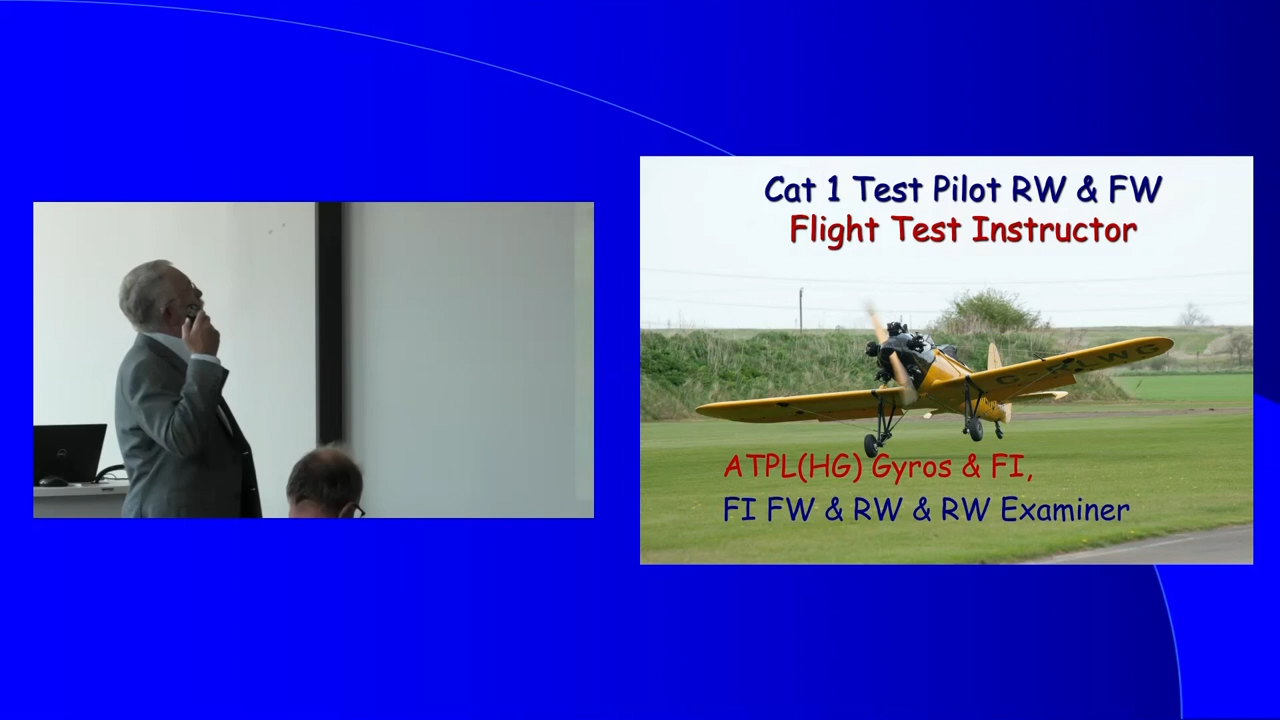 Cat 1 Test Pilot RW & FW
Flight Test Instructor
ATPL(HG) Gyros & FI,
FI FW & RW & RW Examiner